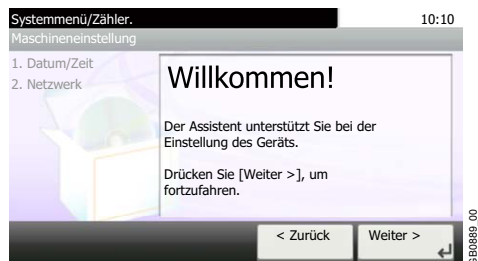 Systemmenü/Zähler.
10:10
Maschineneinstellung
1. Datum/Zeit
2. Netzwerk
Willkommen!
Der Assistent unterstützt Sie bei der
Einstellung des Geräts.
Drücken Sie [Weiter >], um
fortzufahren.
< Zurück
Weiter >
GB0889_00